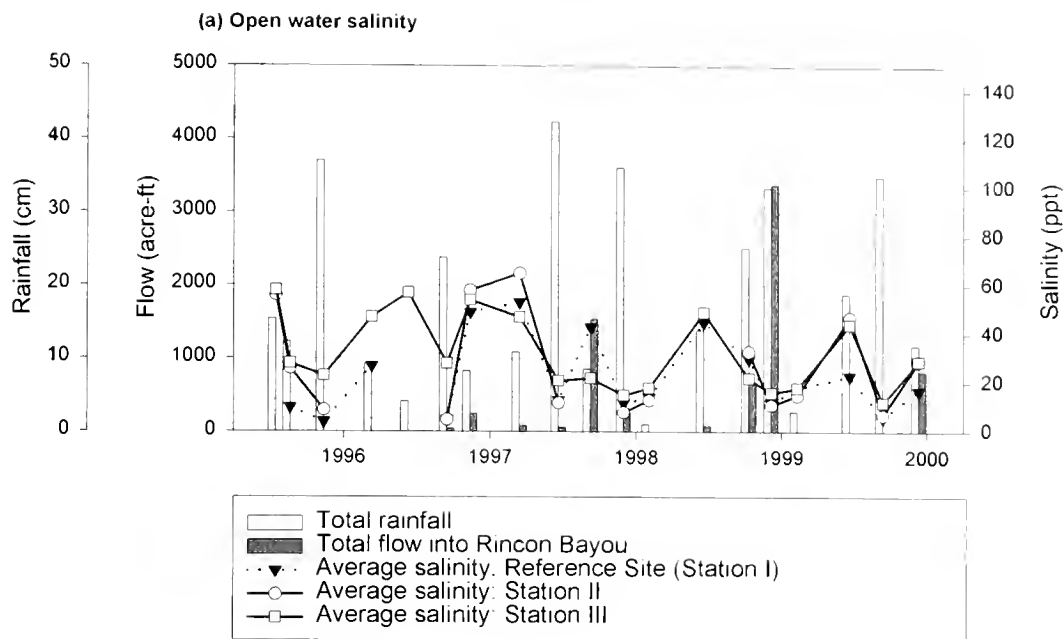 (a) Open water salinity
50
40
30
20
10
0
Rainfall (cm)
5000
4000
3000
2000
1000
0
Flow (acre-ft)
140
120
100
80
60
40
20
0
Salinity (ppt)
1996
1997
1998
1999
2000
Total rainfall
Total flow into Rincon Bayou
Average salinity. Reference Site (Station I)
Average salinity: Station II
Average salinity: Station III